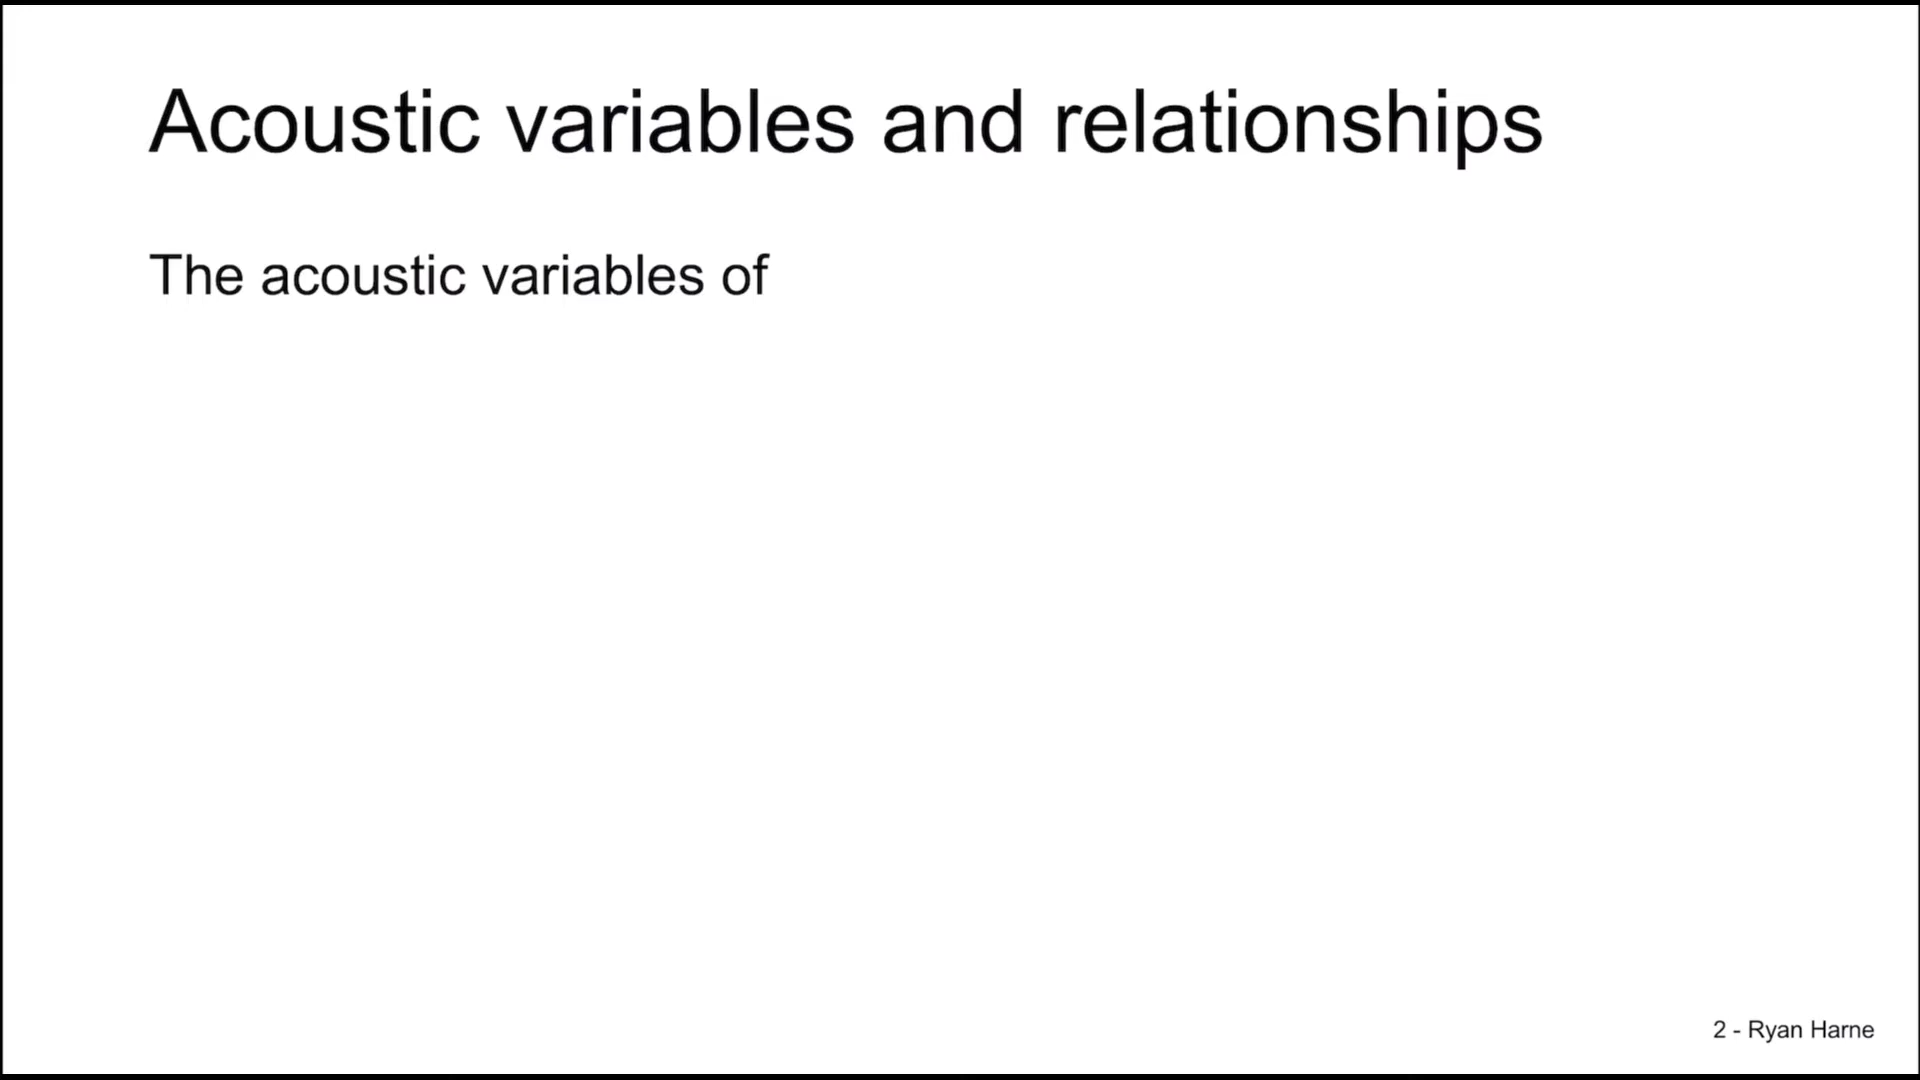 Acoustic variables and relationships
The acoustic variables of
2 - Ryan Harne